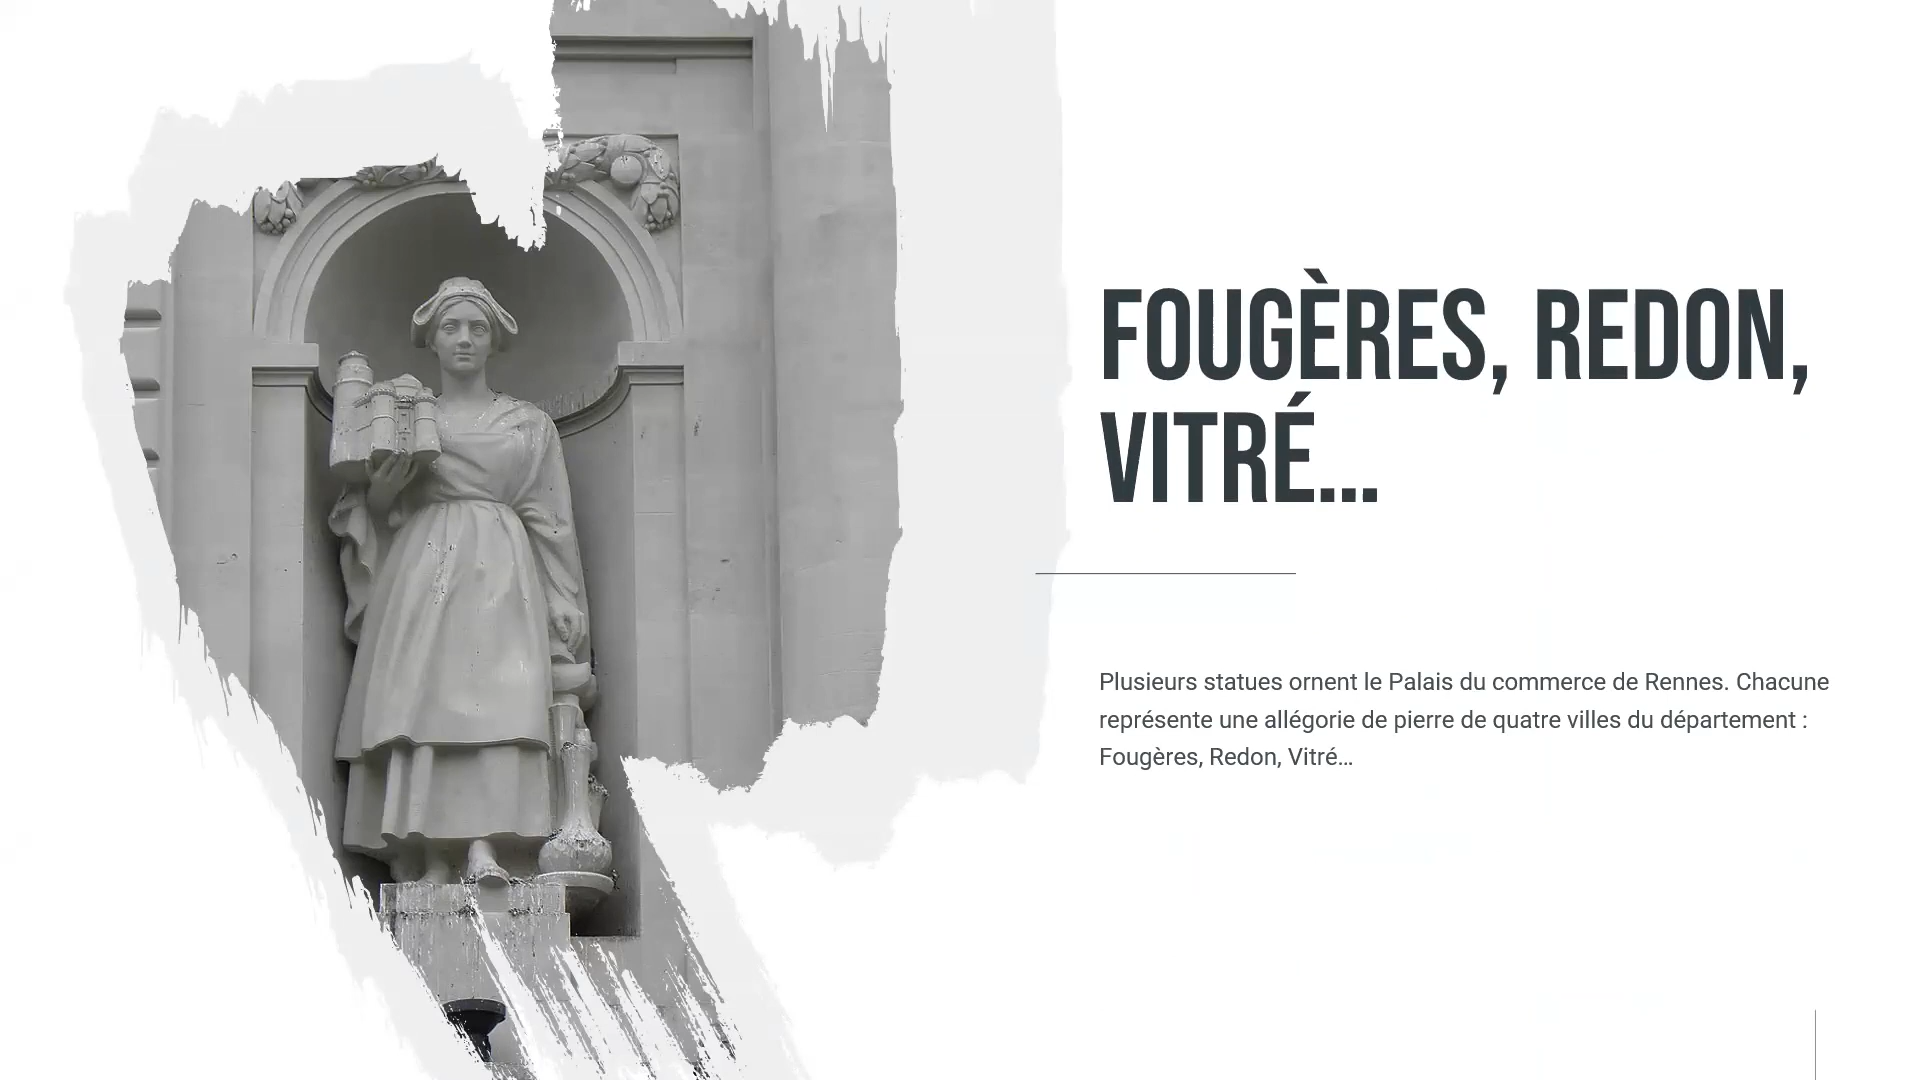 FOUGÈRES, REDON,
VITRÉ...
Plusieurs statues ornent le Palais du commerce de Rennes. Chacune
représente une allégorie de pierre de quatre villes du département :
Fougères, Redon, Vitré...